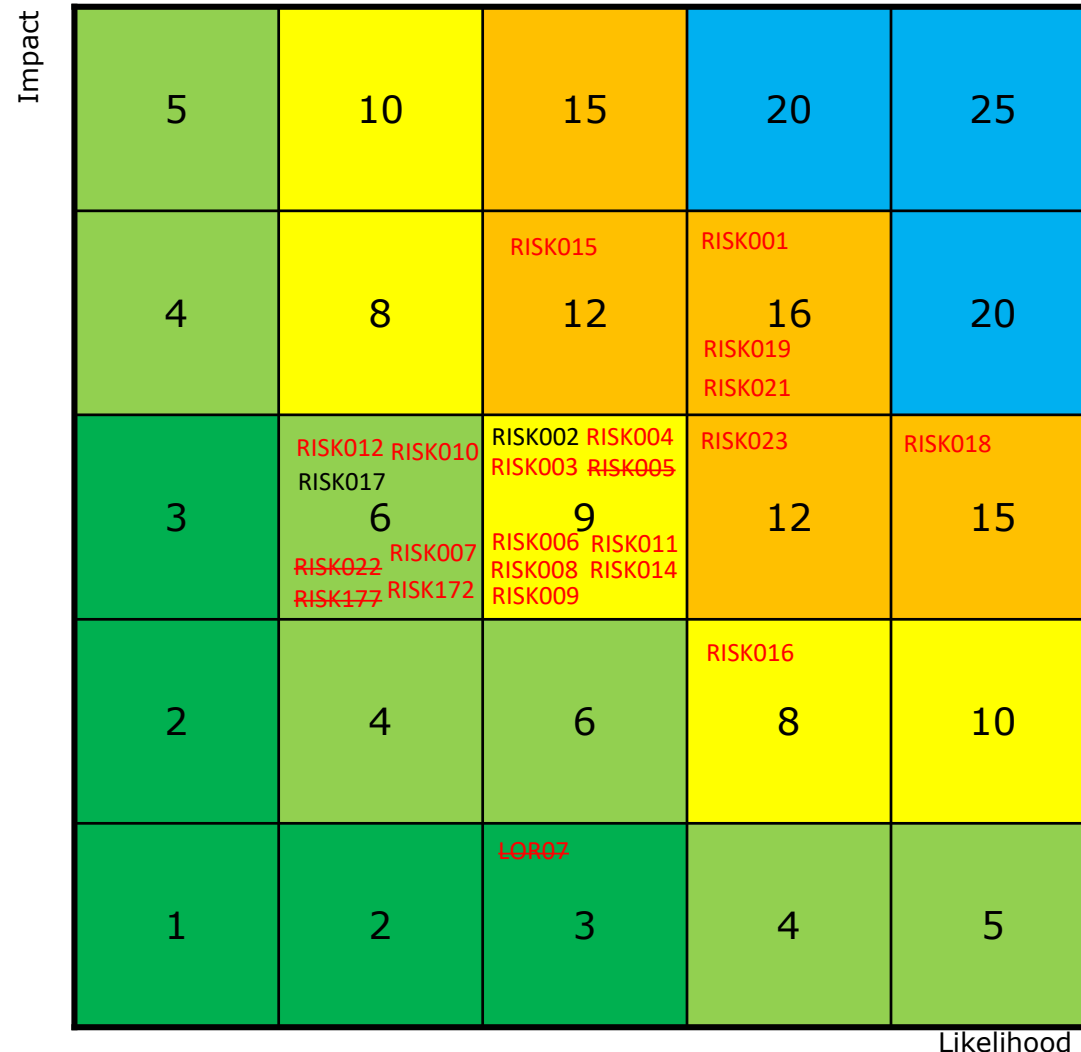 Impact
5 10 15 20 25
RISK015 RISK001
4 8 12 16 20
RISK019
RISK021
RISK012 RISK010 RISK002 RISK004 RISK023 RISK018
RISK017 RISK003 RISK005
3 6 9 12 15
RISK007 RISK006 RISK011
RISK022 RISK008 RISK014
RISK177 RISK172 RISK009
RISK016
2 4 6 8 10
LOR07
1 2 3 4 5
Likelihood